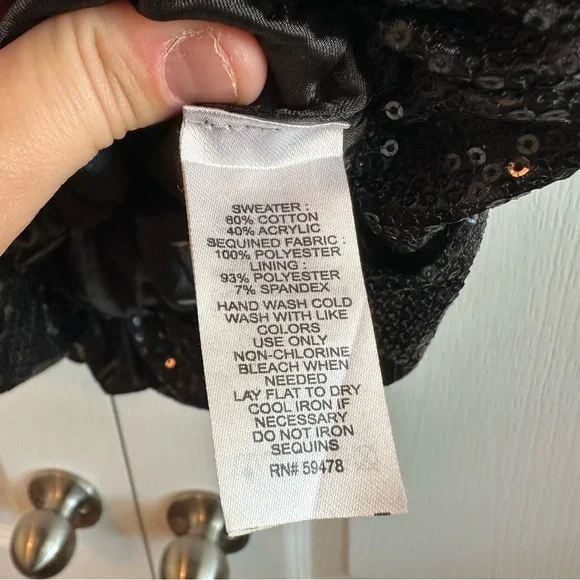 SWEATER :
60% COTTON
40% ACRYLIC
SEQUINED FABRIC :
100% POLYESTER
LINING :
93% POLYESTER
7% SPANDEX
HAND WASH COLD
WASH WITH LIKE
COLORS
USE ONLY
NON-CHLORINE
BLEACH WHEN
NEEDED
LAY FLAT TO DRY
COOL IRON IF
NECESSARY
DO NOT IRON
SEQUINS
RN# 59478